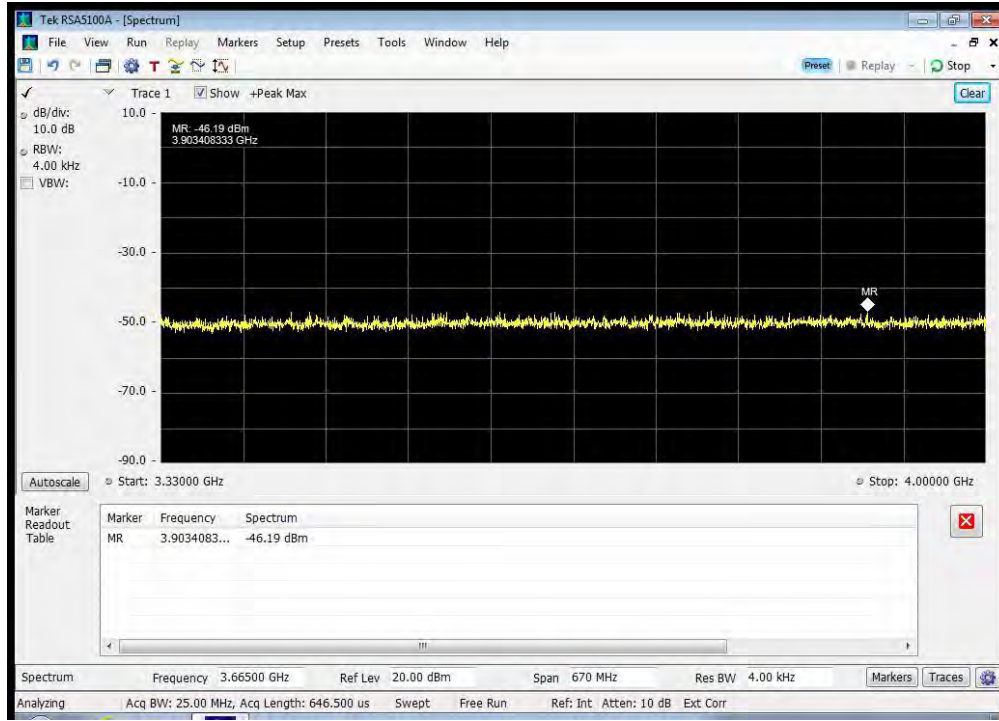 Tek RSA5100A - [Spectrum]
File View Run Replay Markers Setup Presets Tools Window Help
Preset Replay Stop
Trace 1 Show +Peak Max Clear
dB/div:
10.0 dB
RBW:
4.00 kHz
VBW:
10.0
-10.0
-30.0
-50.0
-70.0
-90.0
MR: -46.19 dBm
3.903408333 GHz
MR
Autoscale Start: 3.33000 GHz Stop: 4.00000 GHz
Marker
Readout
Table
Marker Frequency Spectrum
MR 3.9034083... -46.19 dBm
Spectrum Frequency 3.66500 GHz Ref Lev 20.00 dBm Span 670 MHz Res BW 4.00 kHz Markers Traces
Analyzing Acq BW: 25.00 MHz, Acq Length: 646.500 us Swept Free Run Ref: Int Atten: 10 dB Ext Corr